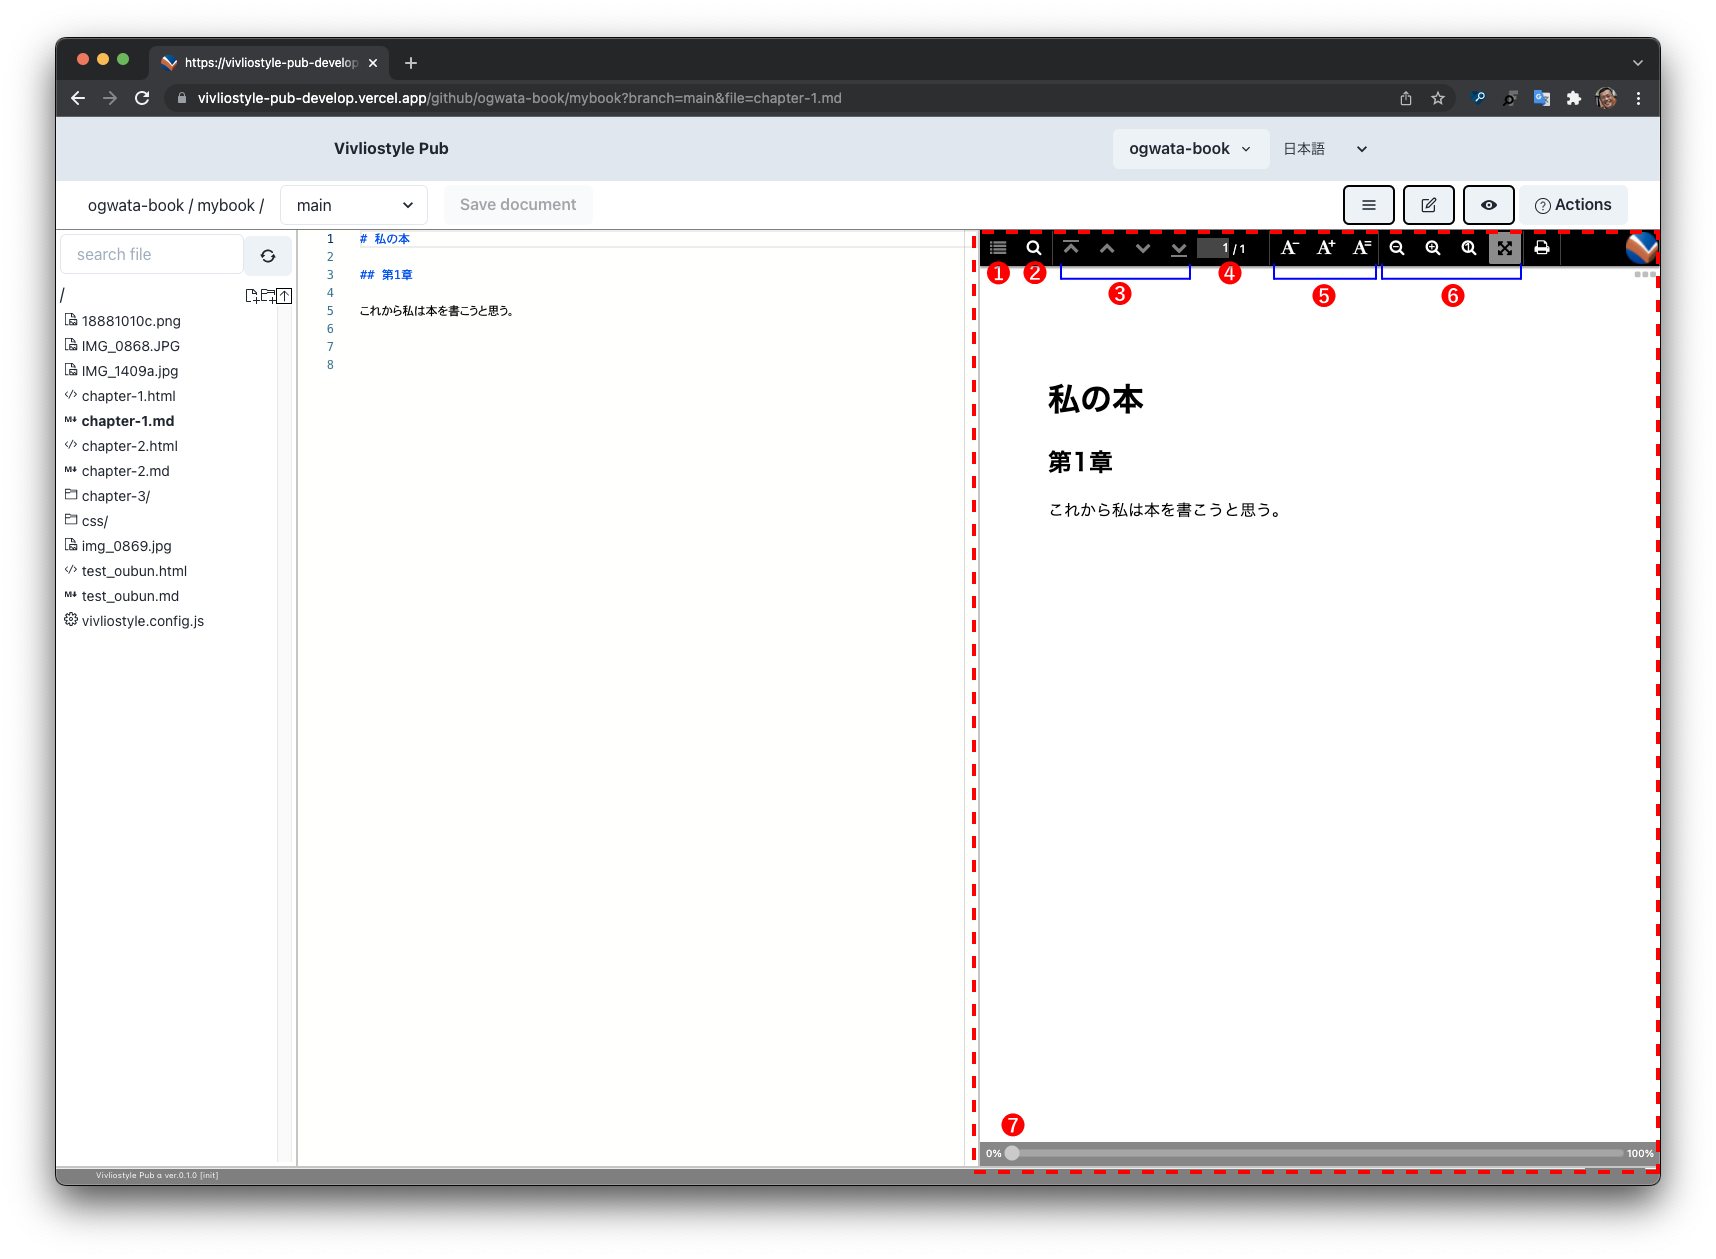 https://vivliostyle-pub-develop
vivliostyle-pub-develop.vercel.app/github/ogwata-book/mybook?branch=main&file=chapter-1.md
Vivliostyle Pub
ogwata-book
日本語
ogwata-book / mybook /
main
Save document
Actions
search file
/
18881010c.png
IMG_0868.JPG
IMG_1409a.jpg
chapter-1.html
chapter-1.md
chapter-2.html
chapter-2.md
chapter-3/
css/
img_0869.jpg
test_oubun.html
test_oubun.md
vivliostyle.config.js
1 # 私の本
2
3 ## 第1章
4
5 これから私は本を書こうと思う。
6
7
8
1 / 1
A− A+ A=
1 2 3 4 5 6
私の本
第1章
これから私は本を書こうと思う。
7
0% 100%
Vivliostyle Pub α ver.0.1.0 [init]